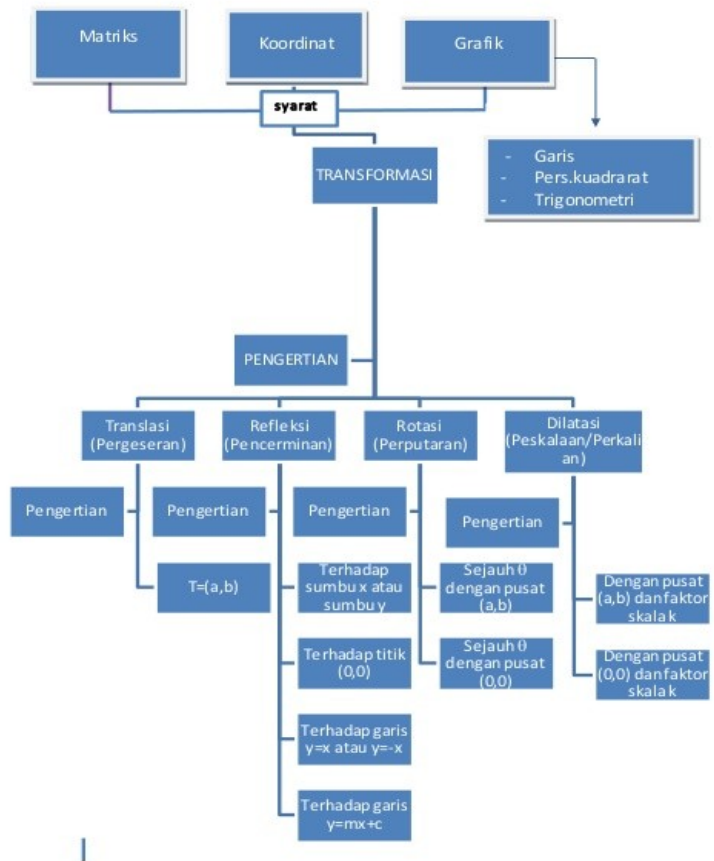 Matriks
Koordinat
Grafik
syarat
TRANSFORMASI
- Garis
- Pers.kuadrarat
- Trigonometri
PENGERTIAN
Translasi
(Pergeseran)
Refleksi
(Pencerminan)
Rotasi
(Perputaran)
Dilatasi
(Peskalaan/Perkali
an)
Pengertian
Pengertian
Pengertian
Pengertian
T=(a,b)
Terhadap
sumbu x atau
sumbu y
Terhadap titik
(0,0)
Terhadap garis
y=x atau y=-x
Terhadap garis
y=mx+c
Sejauh θ
dengan pusat
(a,b)
Sejauh θ
dengan pusat
(0,0)
Dengan pusat
(a,b) dan faktor
skala k
Dengan pusat
(0,0) dan faktor
skala k